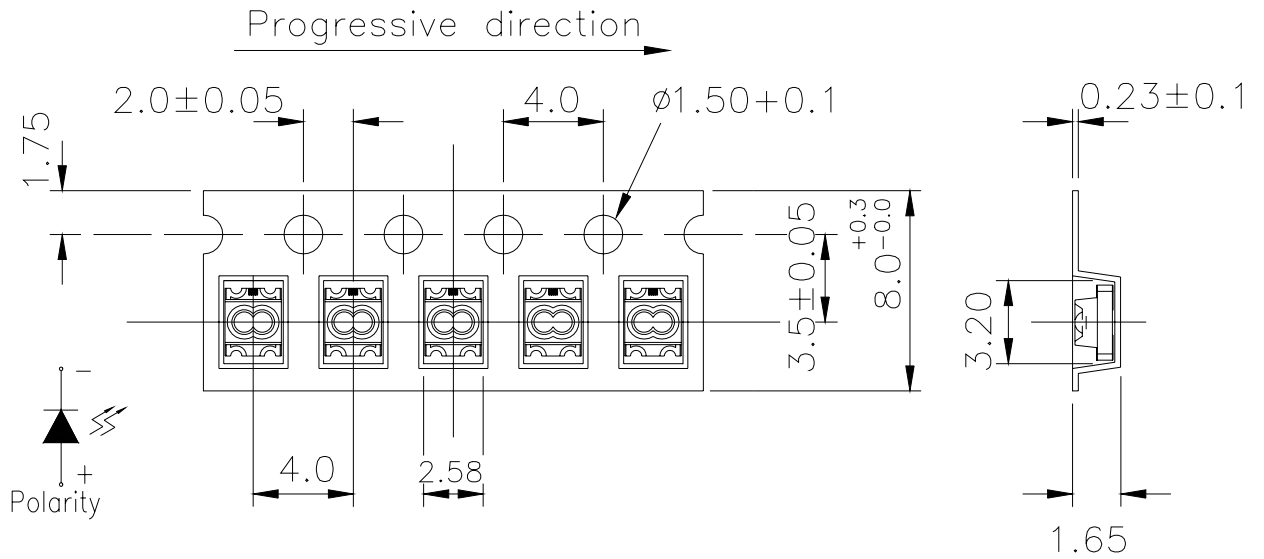 Progressive direction
2.0±0.05
4.0
ø1.50+0.1
0.23±0.1
1.75
3.5±0.05
8.0 +0.3 -0.0
3.20
−
+
Polarity
4.0
2.58
1.65